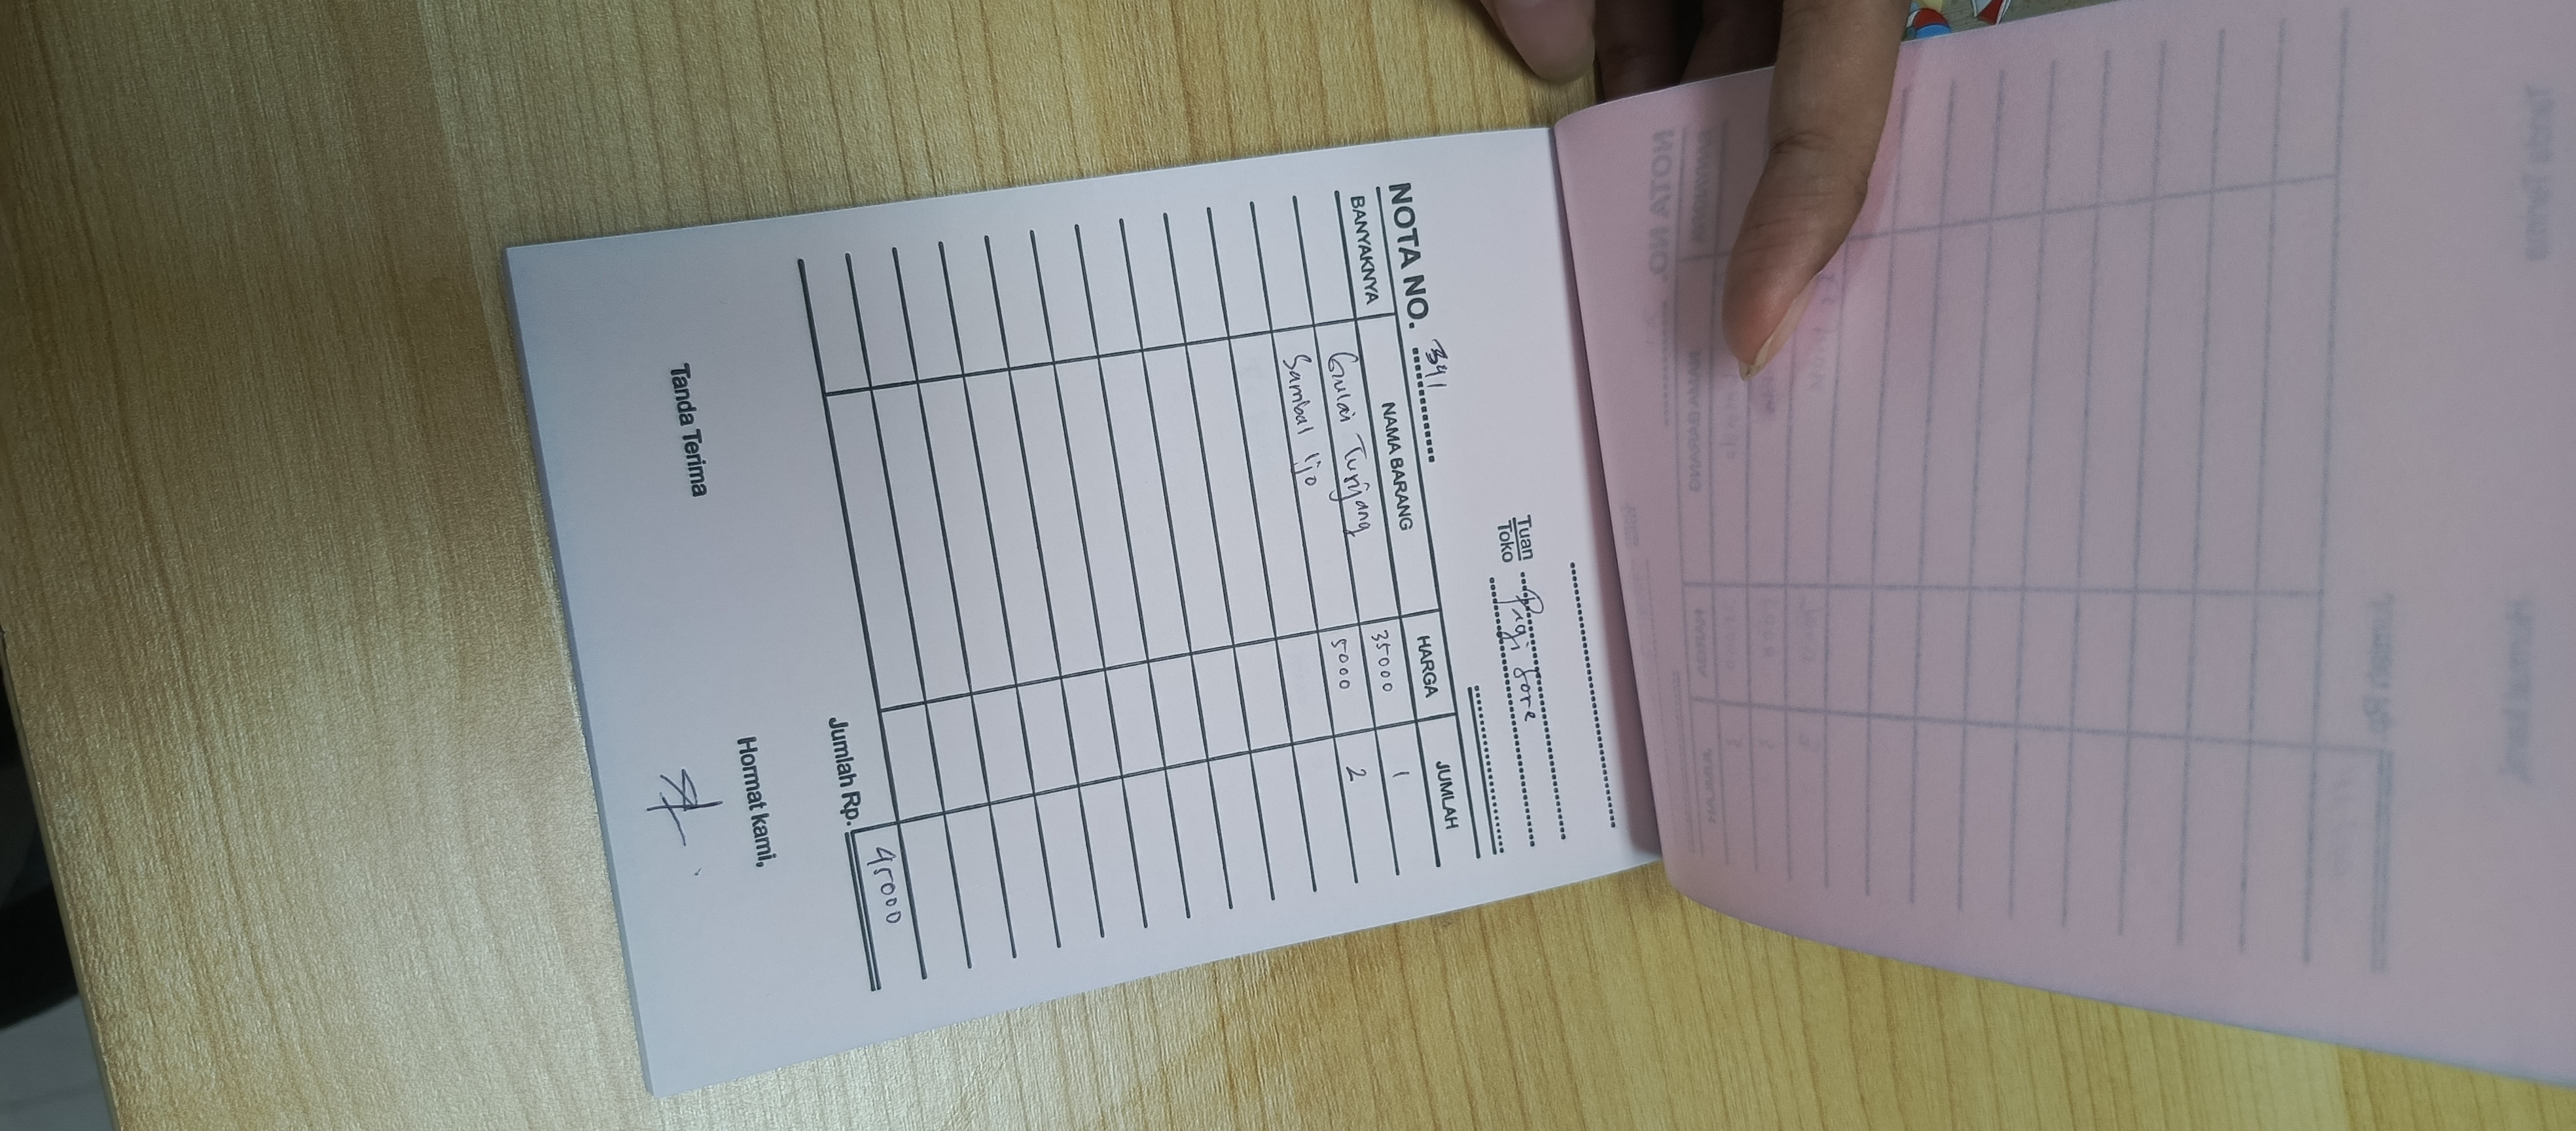 Tuan
Toko
Pagi Sore
NOTA NO. 341
BANYAKNYA NAMA BARANG HARGA JUMLAH
Gulai Tunjang 35000 1
Sambal Ijo 5000 2
Jumlah Rp. 45000
Tanda Terima Hormat kami,